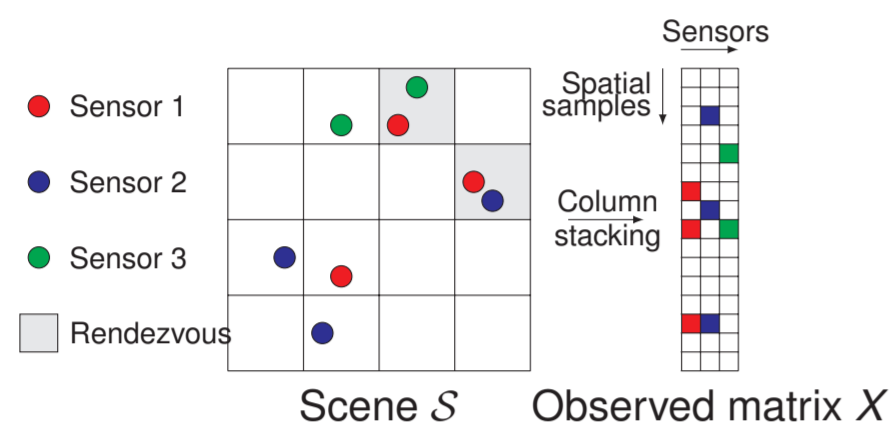 Sensor 1
Sensor 2
Sensor 3
Rendezvous
Scene S
Spatial
samples
Column
stacking
Sensors
Observed matrix X